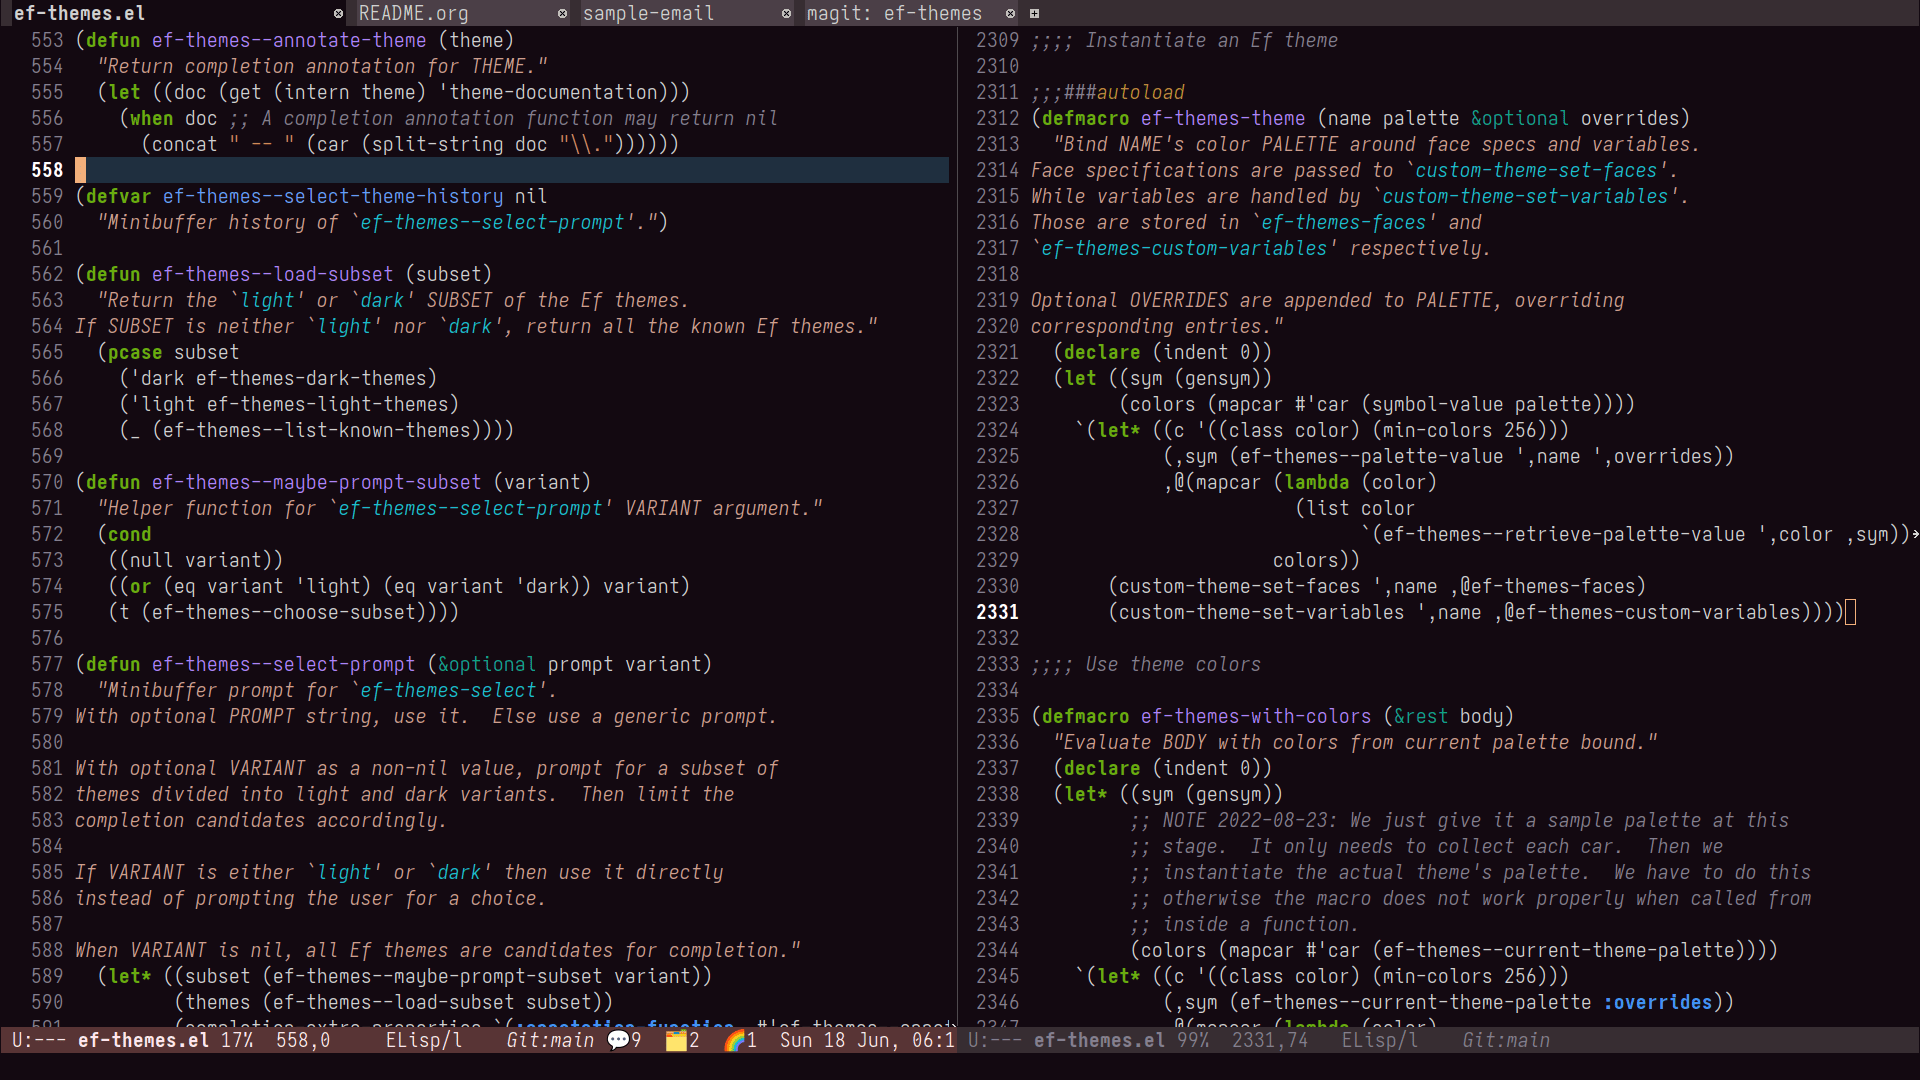 ef-themes.el README.org sample-email magit: ef-themes
553 (defun ef-themes--annotate-theme (theme)
554   "Return completion annotation for THEME."
555   (let ((doc (get (intern theme) 'theme-documentation)))
556     (when doc ;; A completion annotation function may return nil
557       (concat " -- " (car (split-string doc "\\."))))))
558
559 (defvar ef-themes--select-theme-history nil
560   "Minibuffer history of `ef-themes--select-prompt'.")
561
562 (defun ef-themes--load-subset (subset)
563   "Return the `light' or `dark' SUBSET of the Ef themes.
564 If SUBSET is neither `light' nor `dark', return all the known Ef themes."
565   (pcase subset
566     ('dark ef-themes-dark-themes)
567     ('light ef-themes-light-themes)
568     (_ (ef-themes--list-known-themes))))
569
570 (defun ef-themes--maybe-prompt-subset (variant)
571   "Helper function for `ef-themes--select-prompt' VARIANT argument."
572   (cond
573    ((null variant))
574    ((or (eq variant 'light) (eq variant 'dark)) variant)
575    (t (ef-themes--choose-subset))))
576
577 (defun ef-themes--select-prompt (&optional prompt variant)
578   "Minibuffer prompt for `ef-themes-select'.
579 With optional PROMPT string, use it.  Else use a generic prompt.
580
581 With optional VARIANT as a non-nil value, prompt for a subset of
582 themes divided into light and dark variants.  Then limit the
583 completion candidates accordingly.
584
585 If VARIANT is either `light' or `dark' then use it directly
586 instead of prompting the user for a choice.
587
588 When VARIANT is nil, all Ef themes are candidates for completion."
589   (let* ((subset (ef-themes--maybe-prompt-subset variant))
590          (themes (ef-themes--load-subset subset))
U:--- ef-themes.el 17%  558,0     ELisp/l    Git:main 💬9  🗂️2  🌈1  Sun 18 Jun, 06:1
2309 ;;;; Instantiate an Ef theme
2310
2311 ;;;###autoload
2312 (defmacro ef-themes-theme (name palette &optional overrides)
2313   "Bind NAME's color PALETTE around face specs and variables.
2314 Face specifications are passed to `custom-theme-set-faces'.
2315 While variables are handled by `custom-theme-set-variables'.
2316 Those are stored in `ef-themes-faces' and
2317 `ef-themes-custom-variables' respectively.
2318
2319 Optional OVERRIDES are appended to PALETTE, overriding
2320 corresponding entries."
2321   (declare (indent 0))
2322   (let ((sym (gensym))
2323         (colors (mapcar #'car (symbol-value palette))))
2324     `(let* ((c '((class color) (min-colors 256)))
2325             (,sym (ef-themes--palette-value ',name ',overrides))
2326             ,@(mapcar (lambda (color)
2327                         (list color
2328                               `(ef-themes--retrieve-palette-value ',color ,sym))
2329                       colors))
2330        (custom-theme-set-faces ',name ,@ef-themes-faces)
2331        (custom-theme-set-variables ',name ,@ef-themes-custom-variables))))
2332
2333 ;;;; Use theme colors
2334
2335 (defmacro ef-themes-with-colors (&rest body)
2336   "Evaluate BODY with colors from current palette bound."
2337   (declare (indent 0))
2338   (let* ((sym (gensym))
2339          ;; NOTE 2022-08-23: We just give it a sample palette at this
2340          ;; stage.  It only needs to collect each car.  Then we
2341          ;; instantiate the actual theme's palette.  We have to do this
2342          ;; otherwise the macro does not work properly when called from
2343          ;; inside a function.
2344          (colors (mapcar #'car (ef-themes--current-theme-palette))))
2345     `(let* ((c '((class color) (min-colors 256)))
2346             (,sym (ef-themes--current-theme-palette :overrides))
2347             ,@(mapcar (lambda (color)
U:--- ef-themes.el 99%  2331,74   ELisp/l    Git:main